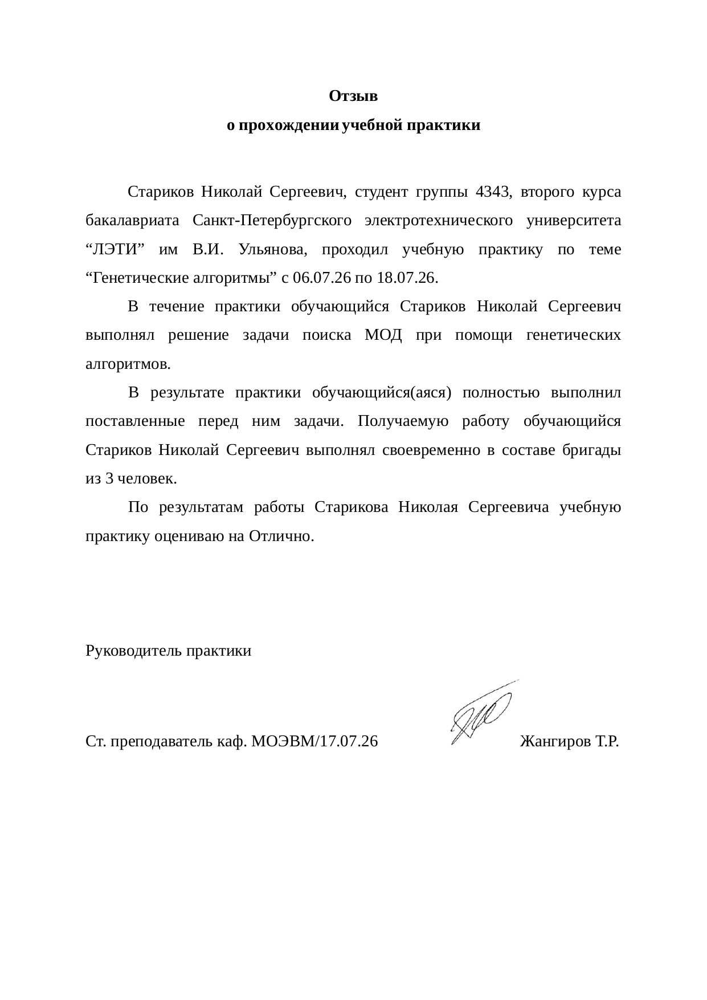 Отзыв
о прохождении учебной практики
Стариков Николай Сергеевич, студент группы 4343, второго курса
бакалавриата Санкт-Петербургского электротехнического университета
“ЛЭТИ” им В.И. Ульянова, проходил учебную практику по теме
“Генетические алгоритмы” с 06.07.26 по 18.07.26.
В течение практики обучающийся Стариков Николай Сергеевич
выполнял решение задачи поиска МОД при помощи генетических
алгоритмов.
В результате практики обучающийся(аяся) полностью выполнил
поставленные перед ним задачи. Получаемую работу обучающийся
Стариков Николай Сергеевич выполнял своевременно в составе бригады
из 3 человек.
По результатам работы Старикова Николая Сергеевича учебную
практику оцениваю на Отлично.
Руководитель практики
Ст. преподаватель каф. МОЭВМ/17.07.26 Жангиров Т.Р.